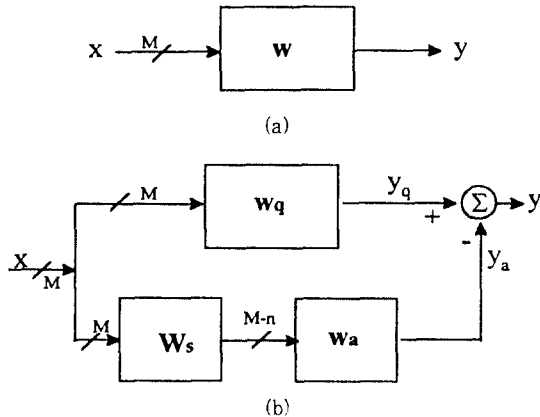 x M w y
(a)
M wq yq + Σ y
x M - ya
M Ws M-n wa
(b)